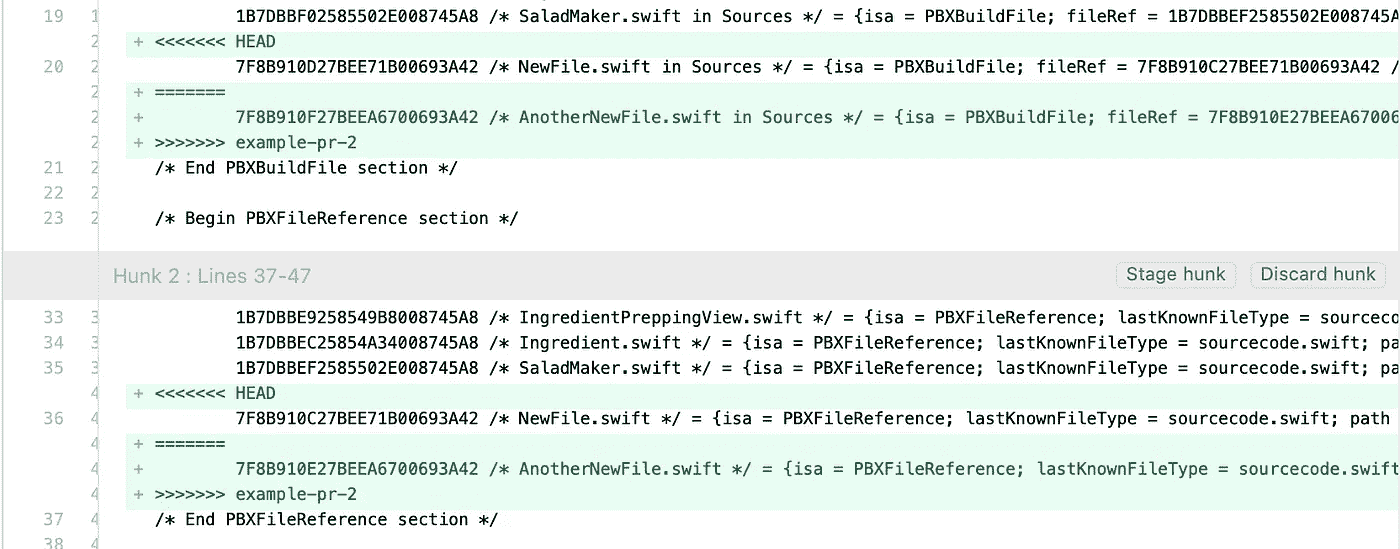 19 1B7DBBF02585502E008745A8 /* SaladMaker.swift in Sources */ = {isa = PBXBuildFile; fileRef = 1B7DBBEF2585502E008745A
2 + <<<<<<< HEAD
20 2 7F8B910D27BEE71B00693A42 /* NewFile.swift in Sources */ = {isa = PBXBuildFile; fileRef = 7F8B910C27BEE71B00693A42 /
2 + =======
2 + 7F8B910F27BEEA6700693A42 /* AnotherNewFile.swift in Sources */ = {isa = PBXBuildFile; fileRef = 7F8B910E27BEEA67006
2 + >>>>>>> example-pr-2
21 2 /* End PBXBuildFile section */
22 2
23 2 /* Begin PBXFileReference section */
Hunk 2 : Lines 37-47 Stage hunk Discard hunk
33 3 1B7DBBE9258549B8008745A8 /* IngredientPreppingView.swift */ = {isa = PBXFileReference; lastKnownFileType = sourceco
34 3 1B7DBBEC25854A34008745A8 /* Ingredient.swift */ = {isa = PBXFileReference; lastKnownFileType = sourcecode.swift; pa
35 3 1B7DBBEF2585502E008745A8 /* SaladMaker.swift */ = {isa = PBXFileReference; lastKnownFileType = sourcecode.swift; pa
4 + <<<<<<< HEAD
36 4 7F8B910C27BEE71B00693A42 /* NewFile.swift */ = {isa = PBXFileReference; lastKnownFileType = sourcecode.swift; path
4 + =======
4 + 7F8B910E27BEEA6700693A42 /* AnotherNewFile.swift */ = {isa = PBXFileReference; lastKnownFileType = sourcecode.swift
4 + >>>>>>> example-pr-2
37 4 /* End PBXFileReference section */
38 4